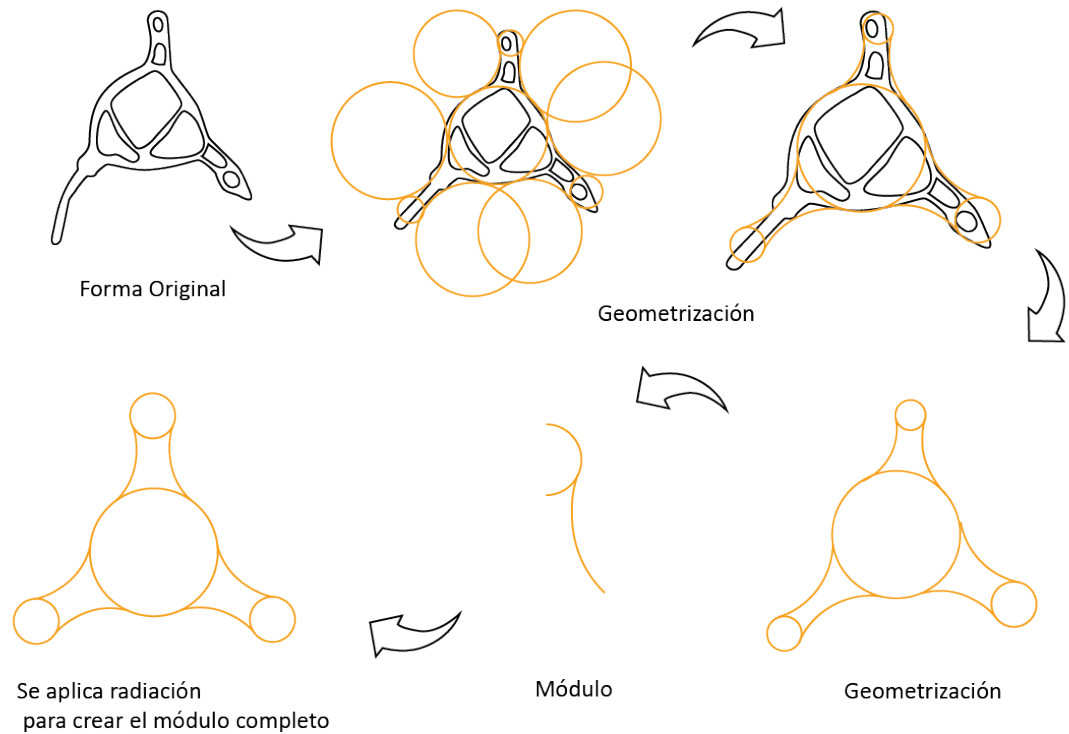 Forma Original
Geometrización
Geometrización
Módulo
Se aplica radiación
para crear el módulo completo